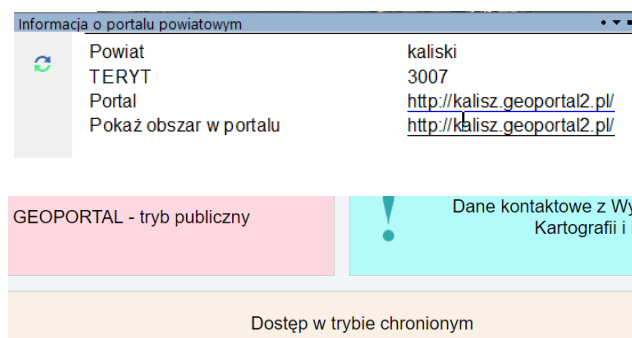 Informacja o portalu powiatowym
Powiat kaliski
TERYT 3007
Portal http://kalisz.geoportal2.pl/
Pokaż obszar w portalu http://kalisz.geoportal2.pl/
GEOPORTAL - tryb publiczny
! Dane kontaktowe z Wy
Kartografii i
Dostęp w trybie chronionym